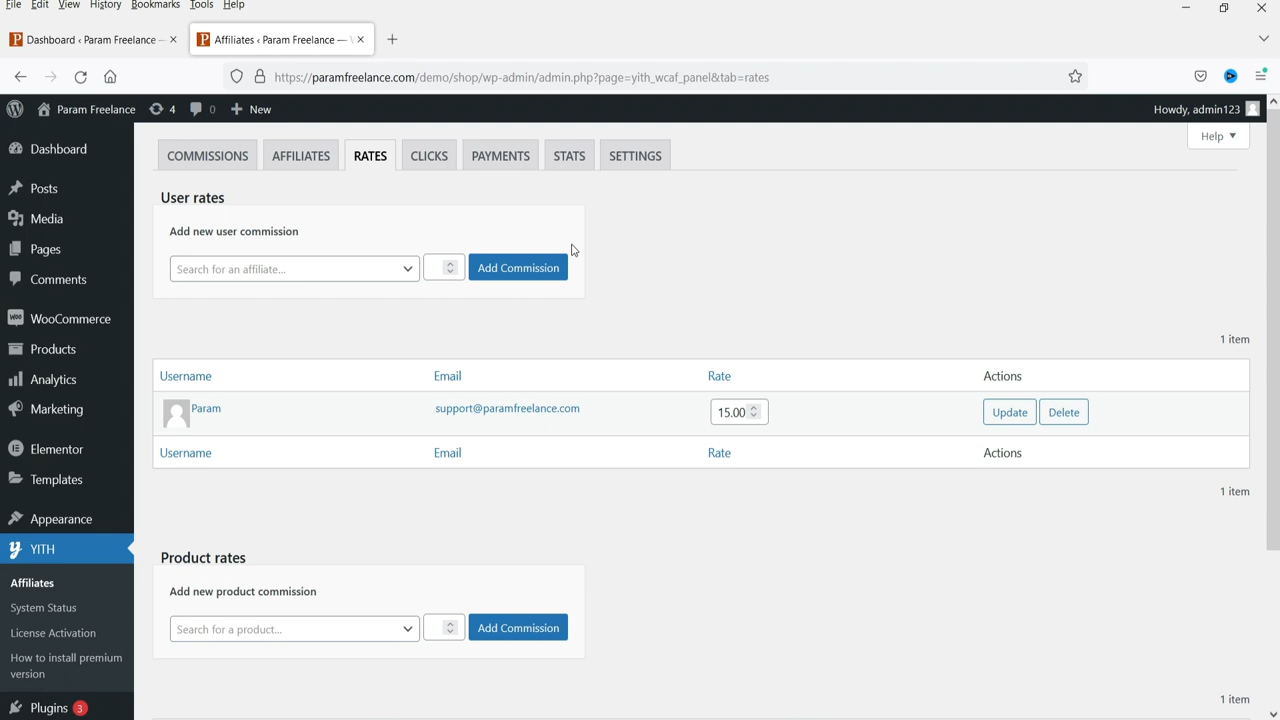 File Edit View History Bookmarks Tools Help
Dashboard ‹ Param Freelance —
Affiliates ‹ Param Freelance —
https://paramfreelance.com/demo/shop/wp-admin/admin.php?page=yith_wcaf_panel&tab=rates
Param Freelance 4 0 New
Howdy, admin123
Help
Dashboard
Posts
Media
Pages
Comments
WooCommerce
Products
Analytics
Marketing
Elementor
Templates
Appearance
YITH
Affiliates
System Status
License Activation
How to install premium
version
Plugins 3
COMMISSIONS AFFILIATES RATES CLICKS PAYMENTS STATS SETTINGS
User rates
Add new user commission
Search for an affiliate... Add Commission
1 item
Username Email Rate Actions
Param support@paramfreelance.com 15.00 Update Delete
Username Email Rate Actions
1 item
Product rates
Add new product commission
Search for a product... Add Commission
1 item